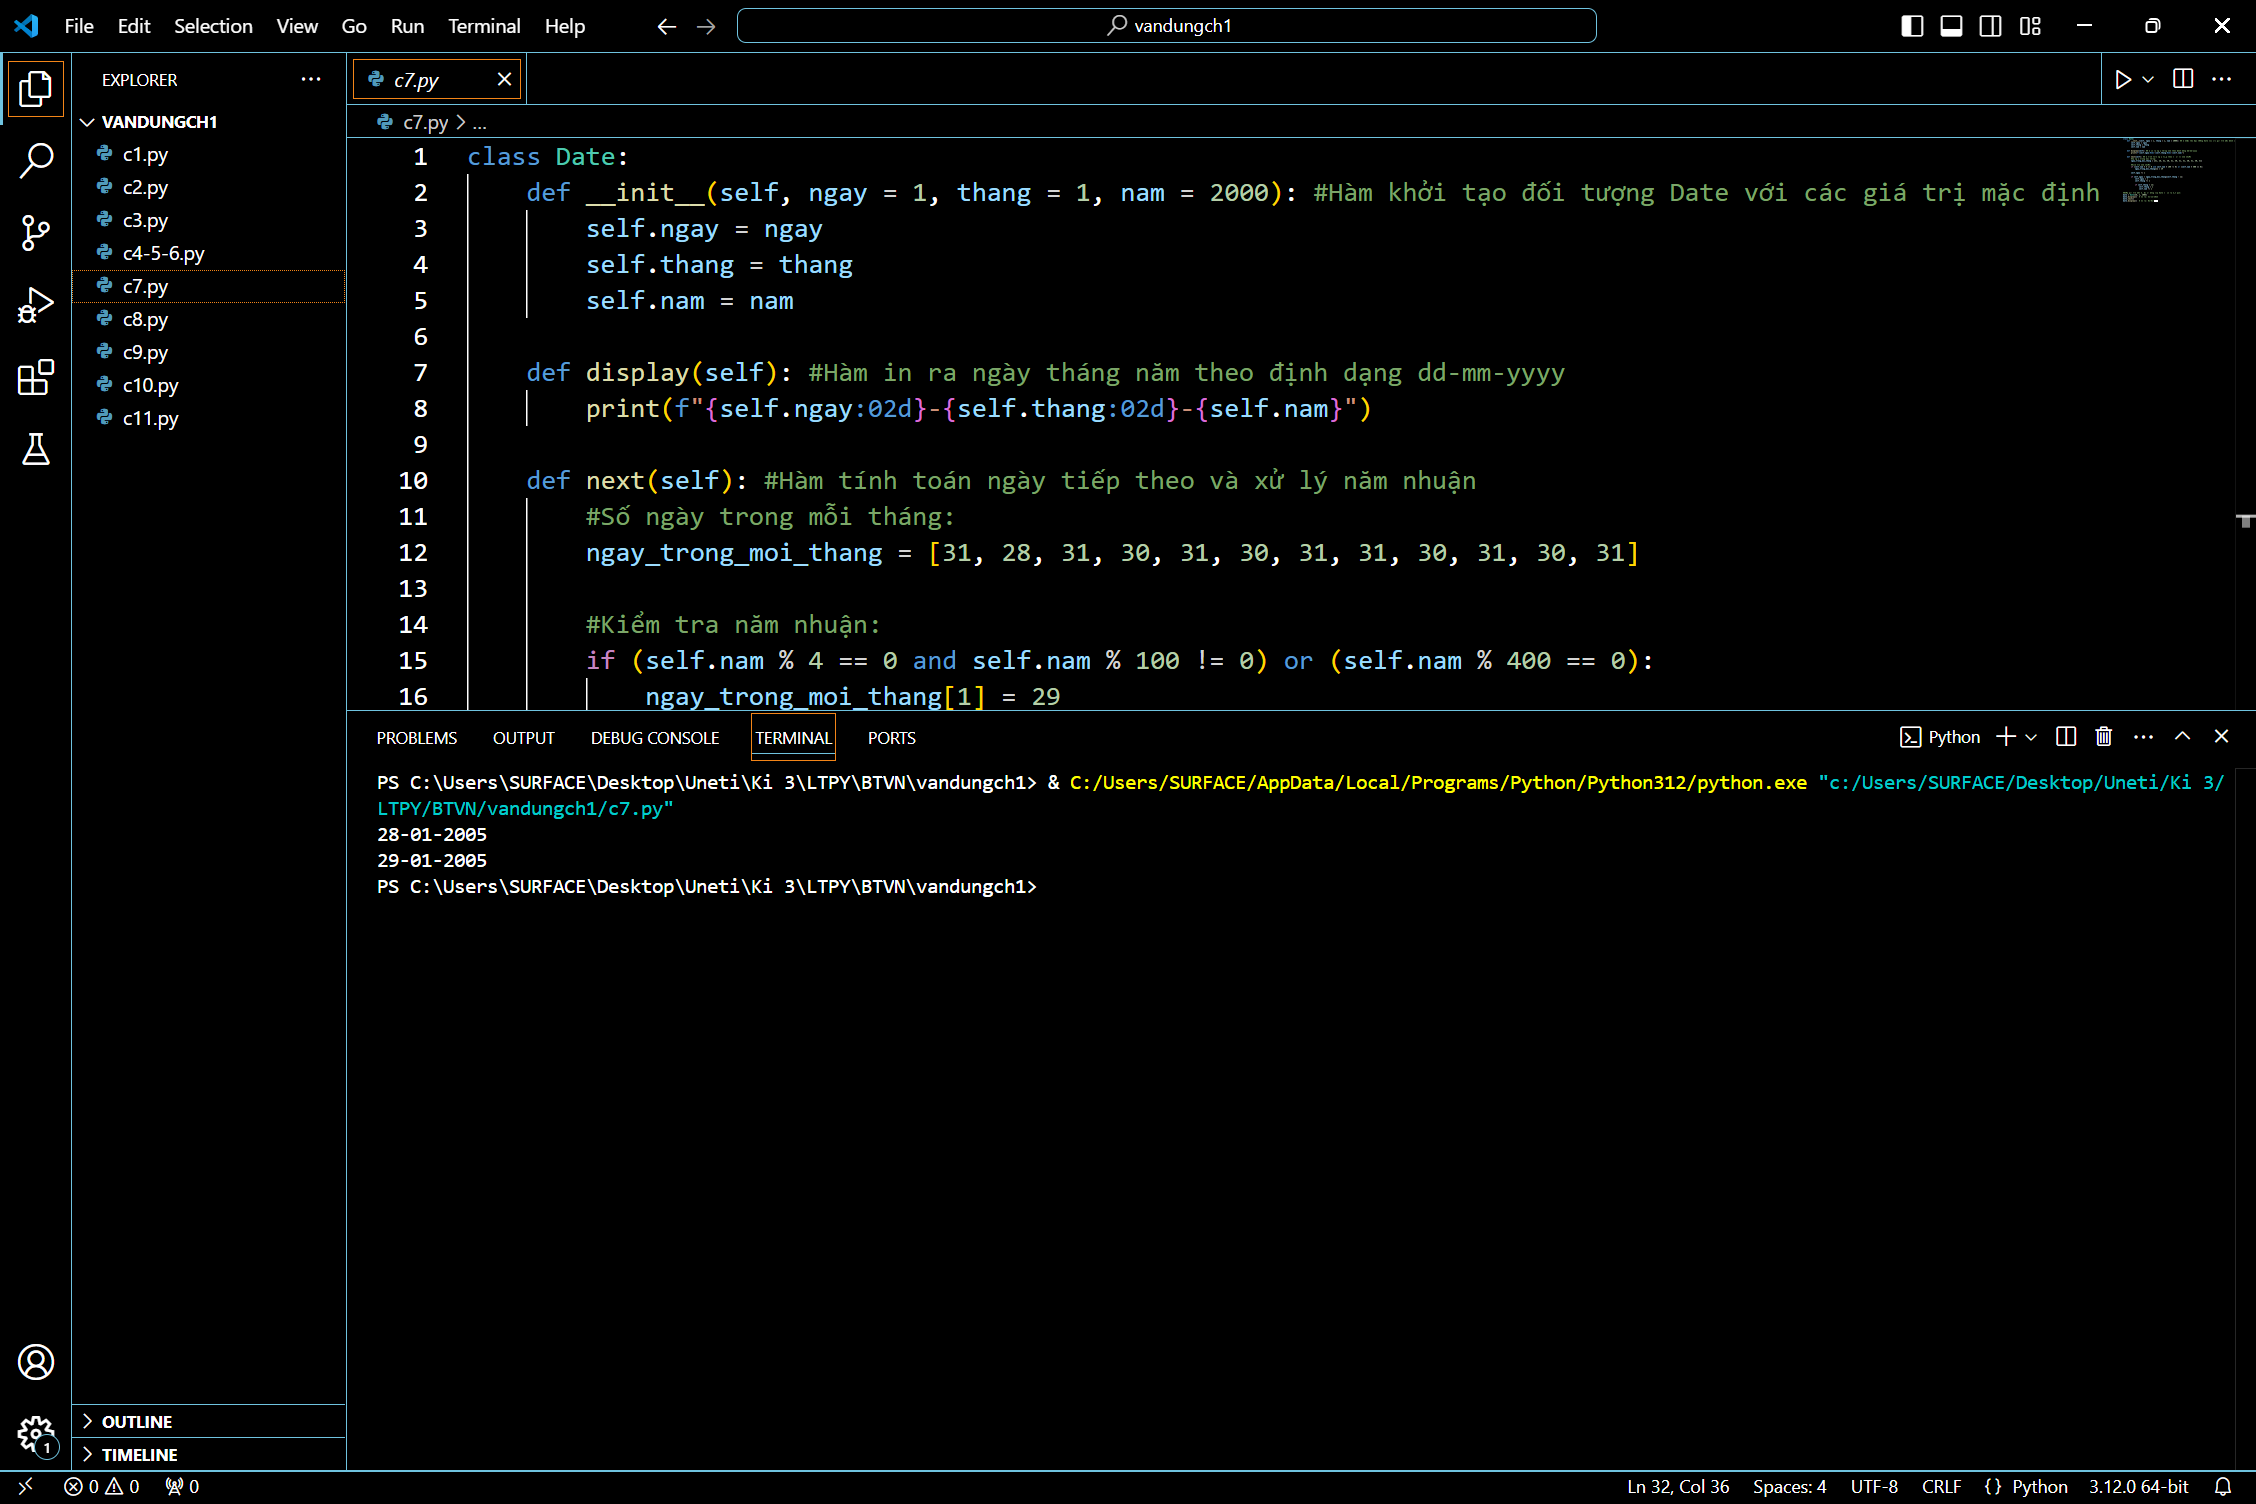 File Edit Selection View Go Run Terminal Help
vandungch1
EXPLORER
VANDUNGCH1
c1.py
c2.py
c3.py
c4-5-6.py
c7.py
c8.py
c9.py
c10.py
c11.py
OUTLINE
TIMELINE
c7.py
c7.py > ...
1 class Date:
2 def __init__(self, ngay = 1, thang = 1, nam = 2000): #Hàm khởi tạo đối tượng Date với các giá trị mặc định
3 self.ngay = ngay
4 self.thang = thang
5 self.nam = nam
6
7 def display(self): #Hàm in ra ngày tháng năm theo định dạng dd-mm-yyyy
8 print(f"{self.ngay:02d}-{self.thang:02d}-{self.nam}")
9
10 def next(self): #Hàm tính toán ngày tiếp theo và xử lý năm nhuận
11 #Số ngày trong mỗi tháng:
12 ngay_trong_moi_thang = [31, 28, 31, 30, 31, 30, 31, 31, 30, 31, 30, 31]
13
14 #Kiểm tra năm nhuận:
15 if (self.nam % 4 == 0 and self.nam % 100 != 0) or (self.nam % 400 == 0):
16 ngay_trong_moi_thang[1] = 29
PROBLEMS OUTPUT DEBUG CONSOLE TERMINAL PORTS
Python
PS C:\Users\SURFACE\Desktop\Uneti\Ki 3\LTPY\BTVN\vandungch1> & C:/Users/SURFACE/AppData/Local/Programs/Python/Python312/python.exe "c:/Users/SURFACE/Desktop/Uneti/Ki 3/
LTPY/BTVN/vandungch1/c7.py"
28-01-2005
29-01-2005
PS C:\Users\SURFACE\Desktop\Uneti\Ki 3\LTPY\BTVN\vandungch1>
1
0 0 0
Ln 32, Col 36 Spaces: 4 UTF-8 CRLF {} Python 3.12.0 64-bit